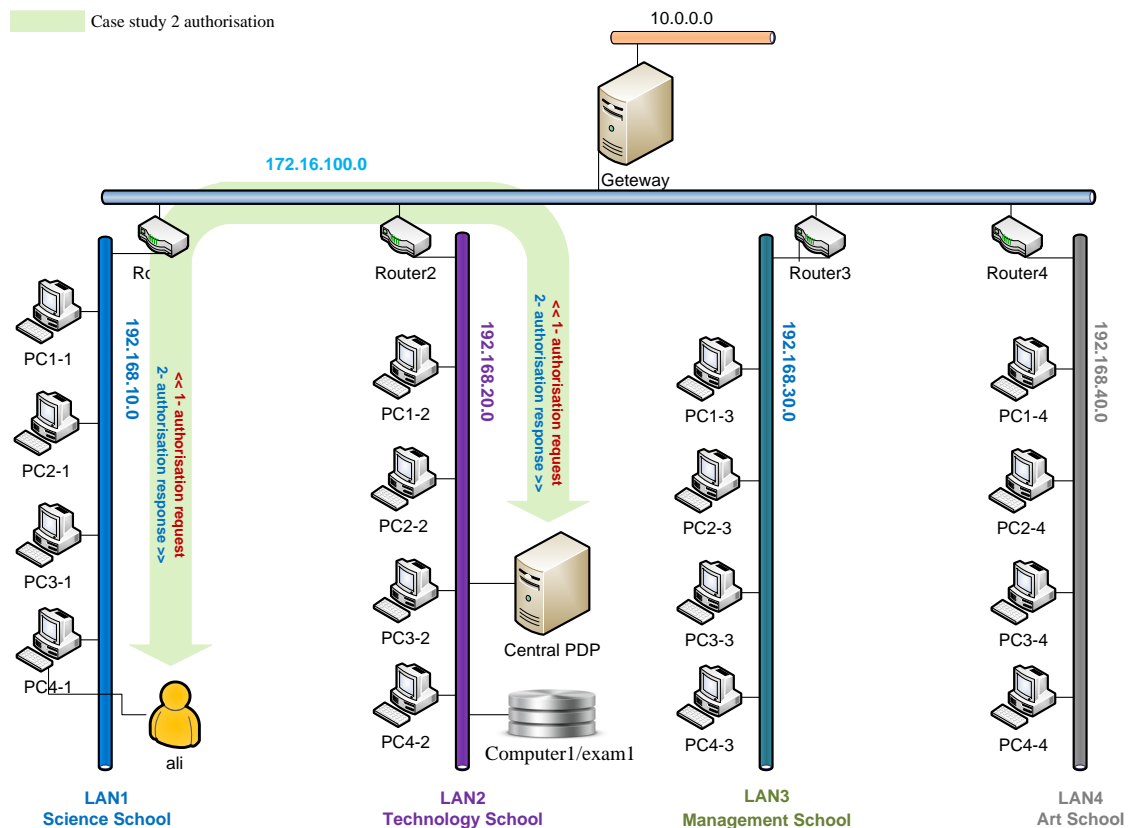 Case study 2 authorisation
10.0.0.0
Geteway
172.16.100.0
Router2
Router3
Router4
PC1-1
PC2-1
PC3-1
PC4-1
192.168.10.0
<< 1- authorisation request
2- authorisation response >>
ali
PC1-2
PC2-2
PC3-2
PC4-2
192.168.20.0
<< 1- authorisation request
2- authorisation response >>
Central PDP
Computer1/exam1
PC1-3
PC2-3
PC3-3
PC4-3
192.168.30.0
PC1-4
PC2-4
PC3-4
PC4-4
192.168.40.0
LAN1
Science School
LAN2
Technology School
LAN3
Management School
LAN4
Art School